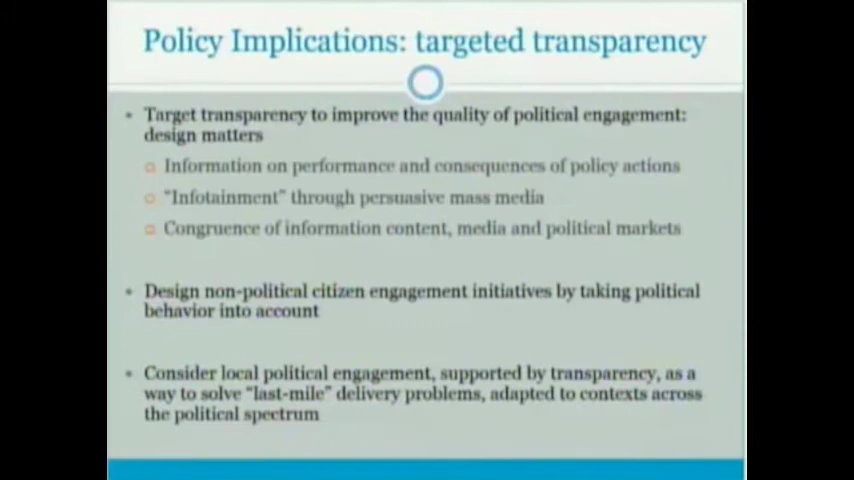 Policy Implications: targeted transparency
• Target transparency to improve the quality of political engagement:
design matters
o Information on performance and consequences of policy actions
o "Infotainment" through persuasive mass media
o Congruence of information content, media and political markets
• Design non-political citizen engagement initiatives by taking political
behavior into account
• Consider local political engagement, supported by transparency, as a
way to solve "last-mile" delivery problems, adapted to contexts across
the political spectrum